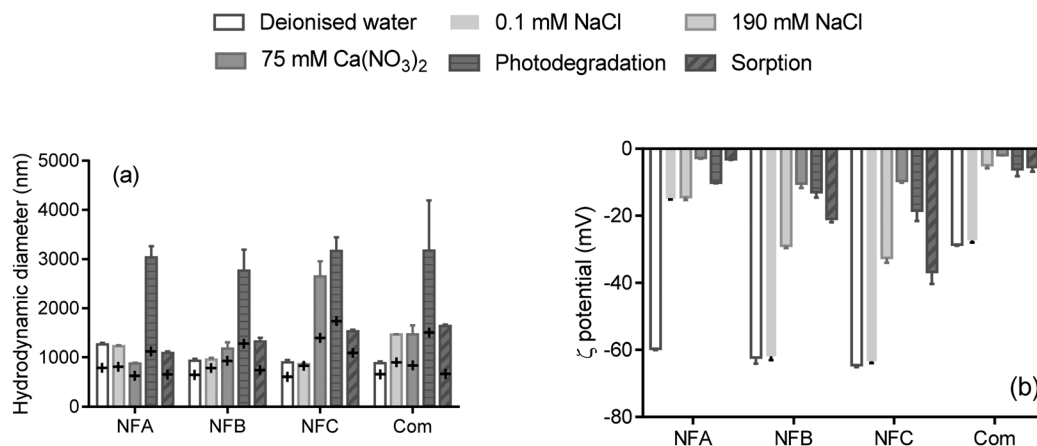 Deionised water 0.1 mM NaCl 190 mM NaCl
75 mM Ca(NO₃)₂ Photodegradation Sorption
(a)
Hydrodynamic diameter (nm)
5000
4000
3000
2000
1000
0
NFA NFB NFC Com
(b)
ζ potential (mV)
0
-20
-40
-60
-80
NFA NFB NFC Com